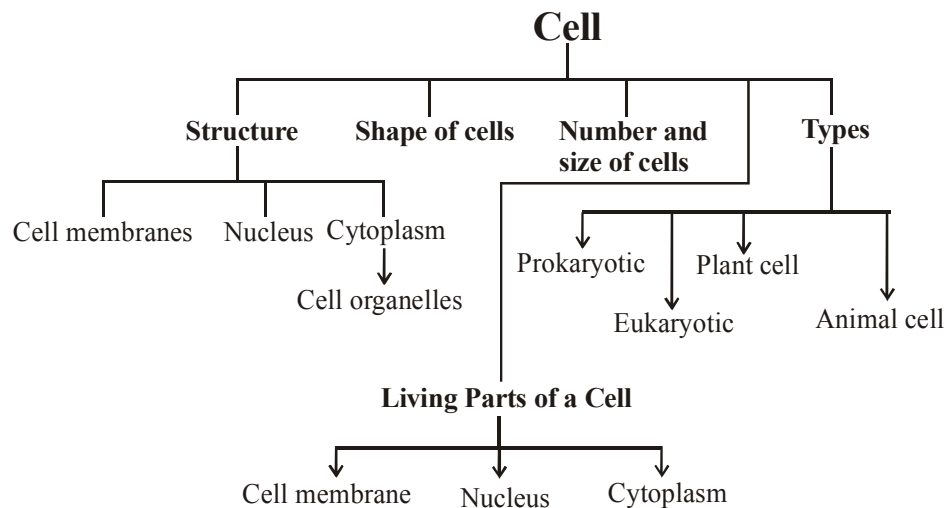 Cell
Structure
Shape of cells
Number and
size of cells
Types
Cell membranes
Nucleus
Cytoplasm
Cell organelles
Prokaryotic
Eukaryotic
Plant cell
Animal cell
Living Parts of a Cell
Cell membrane
Nucleus
Cytoplasm